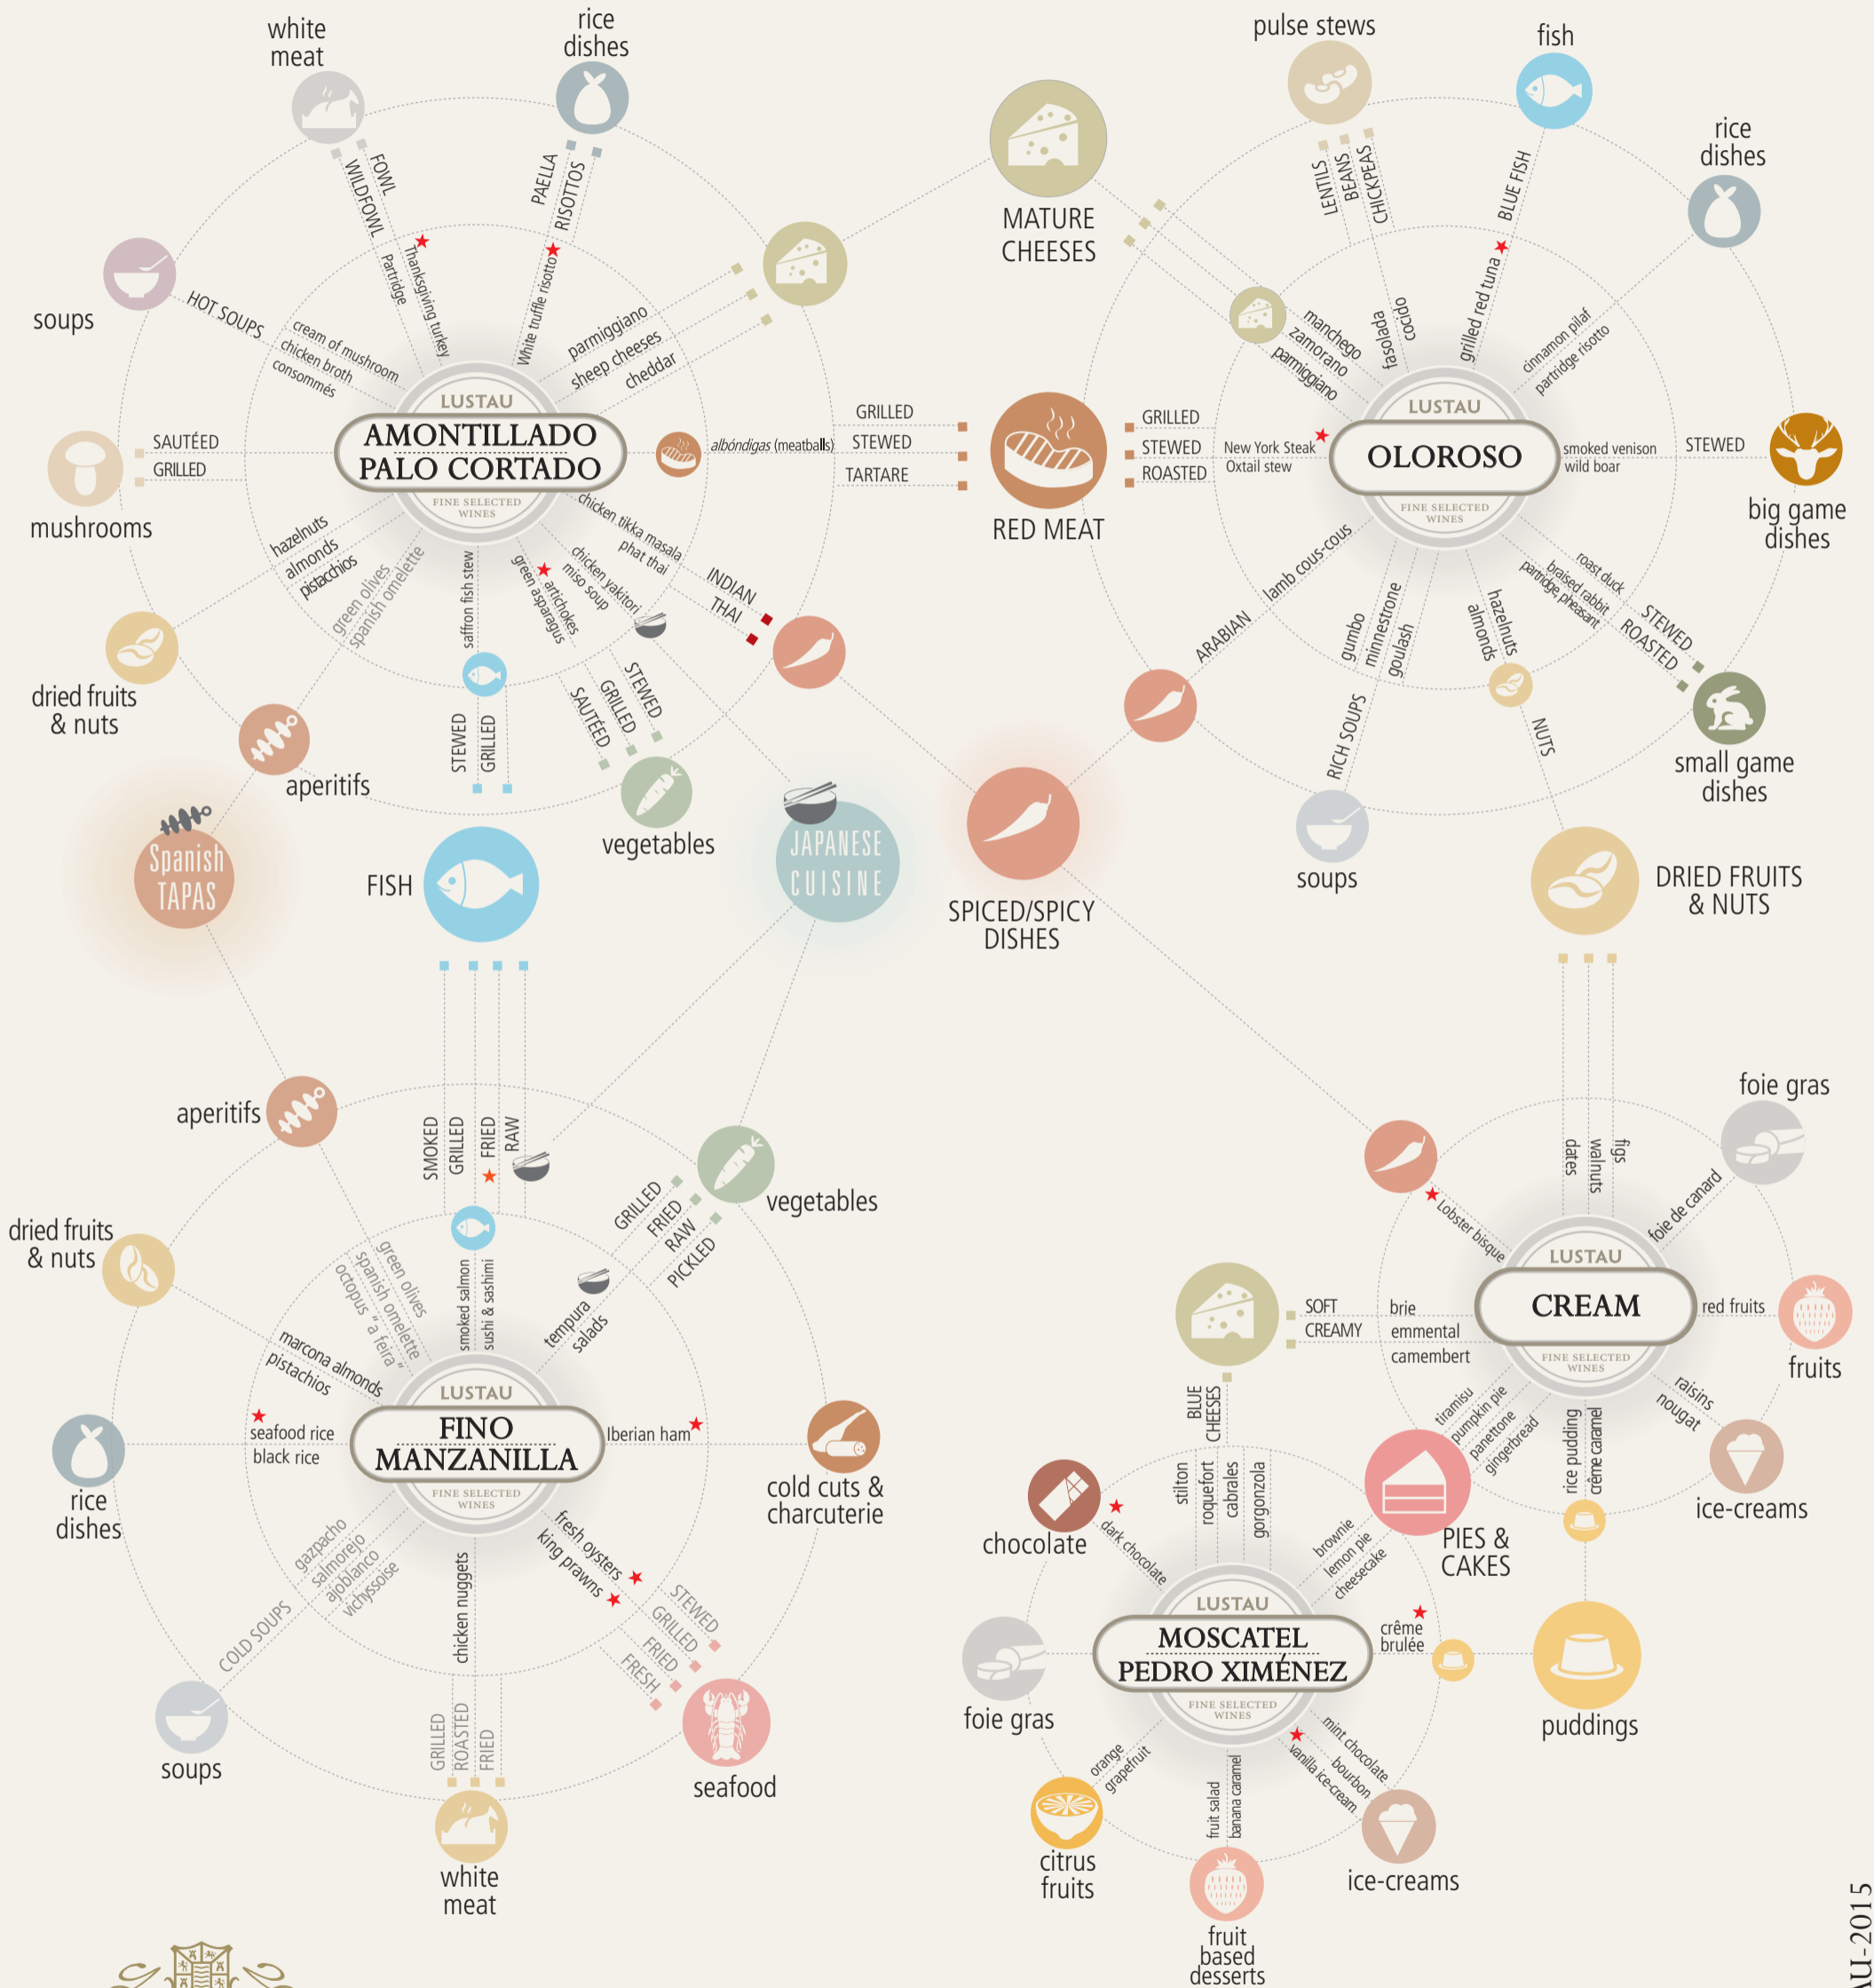 white
meat
rice
dishes
FOWL
WILDFOWL
PAELLA
RISOTTOS
Thanksgiving turkey
Partridge
White truffle risotto
soups
HOT SOUPS
cream of mushroom
chicken broth
consommés
parmiggiano
sheep cheeses
cheddar
MATURE
CHEESES
LUSTAU
AMONTILLADO
PALO CORTADO
FINE SELECTED
WINES
SAUTÉED
GRILLED
mushrooms
albóndigas (meatballs)
GRILLED
STEWED
TARTARE
RED MEAT
hazelnuts
almonds
pistacchios
dried fruits
& nuts
green olives
spanish omelette
aperitifs
Spanish
TAPAS
saffron fish stew
STEWED
GRILLED
FISH
artichokes
green asparagus
STEWED
GRILLED
SAUTÉED
vegetables
chicken yakitori
miso soup
JAPANESE
CUISINE
chicken tikka masala
phat thai
INDIAN
THAI
SPICED/SPICY
DISHES
pulse stews
LENTILS
BEANS
CHICKPEAS
fasolada
cocido
fish
BLUE FISH
grilled red tuna
rice
dishes
cinnamon pilaf
partridge risotto
manchego
zamorano
parmiggiano
LUSTAU
OLOROSO
FINE SELECTED
WINES
GRILLED
STEWED
ROASTED
New York Steak
Oxtail stew
smoked venison
wild boar
STEWED
big game
dishes
lamb cous-cous
ARABIAN
gumbo
minnestrone
goulash
RICH SOUPS
soups
hazelnuts
almonds
NUTS
DRIED FRUITS
& NUTS
roast duck
braised rabbit
partridge, pheasant
STEWED
ROASTED
small game
dishes
aperitifs
SMOKED
GRILLED
FRIED
RAW
smoked salmon
sushi & sashimi
GRILLED
FRIED
RAW
PICKLED
vegetables
tempura
salads
dried fruits
& nuts
marcona almonds
pistachios
green olives
spanish omelette
octopus "a feira"
LUSTAU
FINO
MANZANILLA
FINE SELECTED
WINES
seafood rice
black rice
rice
dishes
Iberian ham
cold cuts &
charcuterie
gazpacho
salmorejo
ajoblanco
vichyssoise
COLD SOUPS
soups
chicken nuggets
GRILLED
ROASTED
FRIED
white
meat
fresh oysters
king prawns
STEWED
GRILLED
FRIED
FRESH
seafood
dates
walnuts
figs
foie gras
foie de canard
Lobster bisque
LUSTAU
CREAM
FINE SELECTED
WINES
SOFT
CREAMY
brie
emmental
camembert
red fruits
fruits
raisins
nougat
ice-creams
rice pudding
crême caramel
tiramisu
pumpkin pie
panettone
gingerbread
PIES &
CAKES
BLUE
CHEESES
stilton
roquefort
cabrales
gorgonzola
chocolate
dark chocolate
brownie
lemon pie
cheesecake
LUSTAU
MOSCATEL
PEDRO XIMÉNEZ
FINE SELECTED
WINES
crême
brulée
puddings
foie gras
orange
grapefruit
citrus
fruits
fruit salad
banana caramel
fruit
based
desserts
mint chocolate
bourbon
vanilla ice-cream
ice-creams
AU-2015